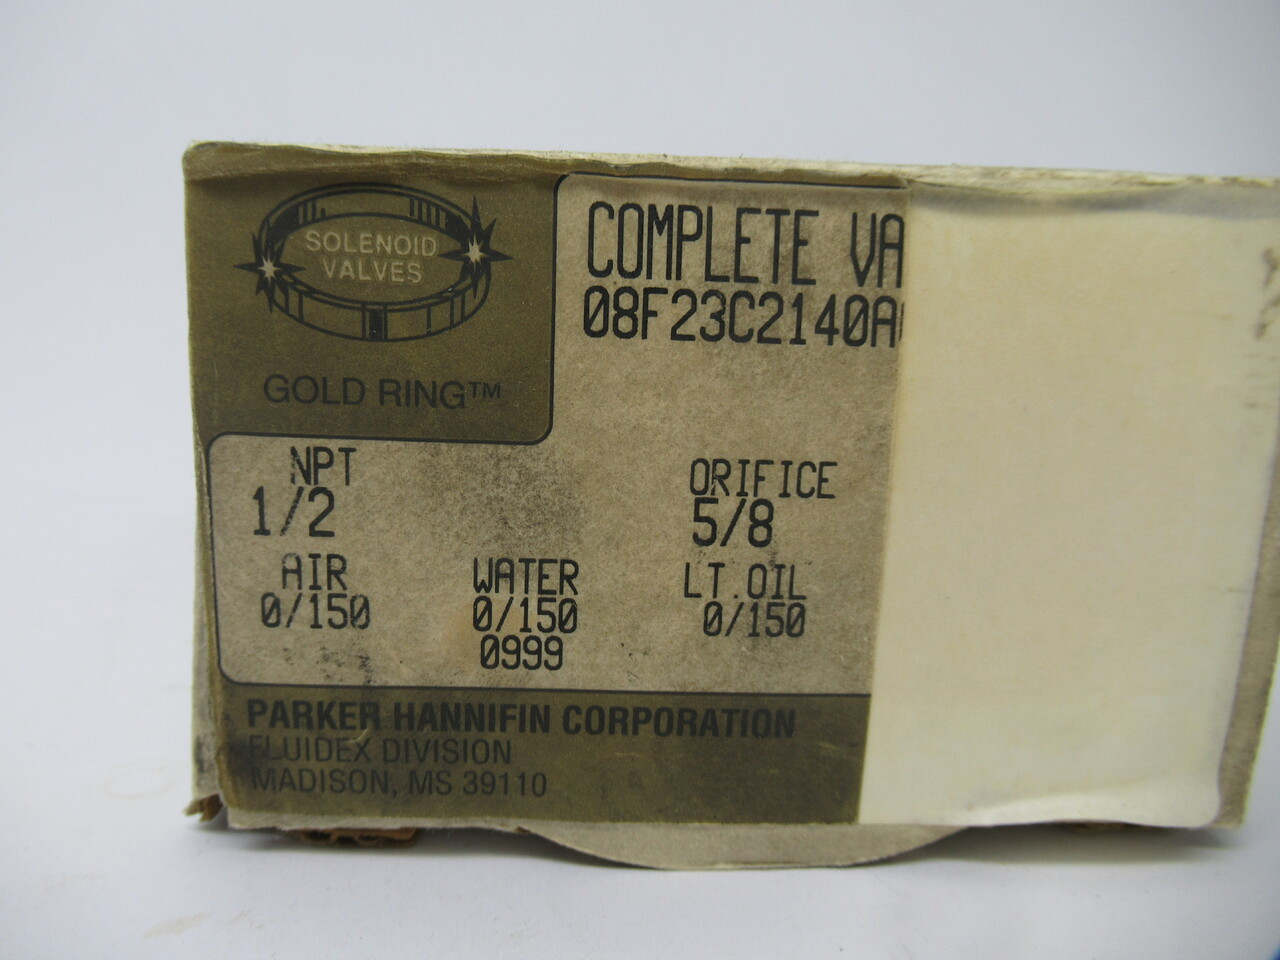 SOLENOID
VALVES
GOLD RING™
COMPLETE VA
08F23C2140A
NPT
1/2
ORIFICE
5/8
AIR
0/150
WATER
0/150
0999
LT.OIL
0/150
PARKER HANNIFIN CORPORATION
FLUIDEX DIVISION
MADISON, MS 39110